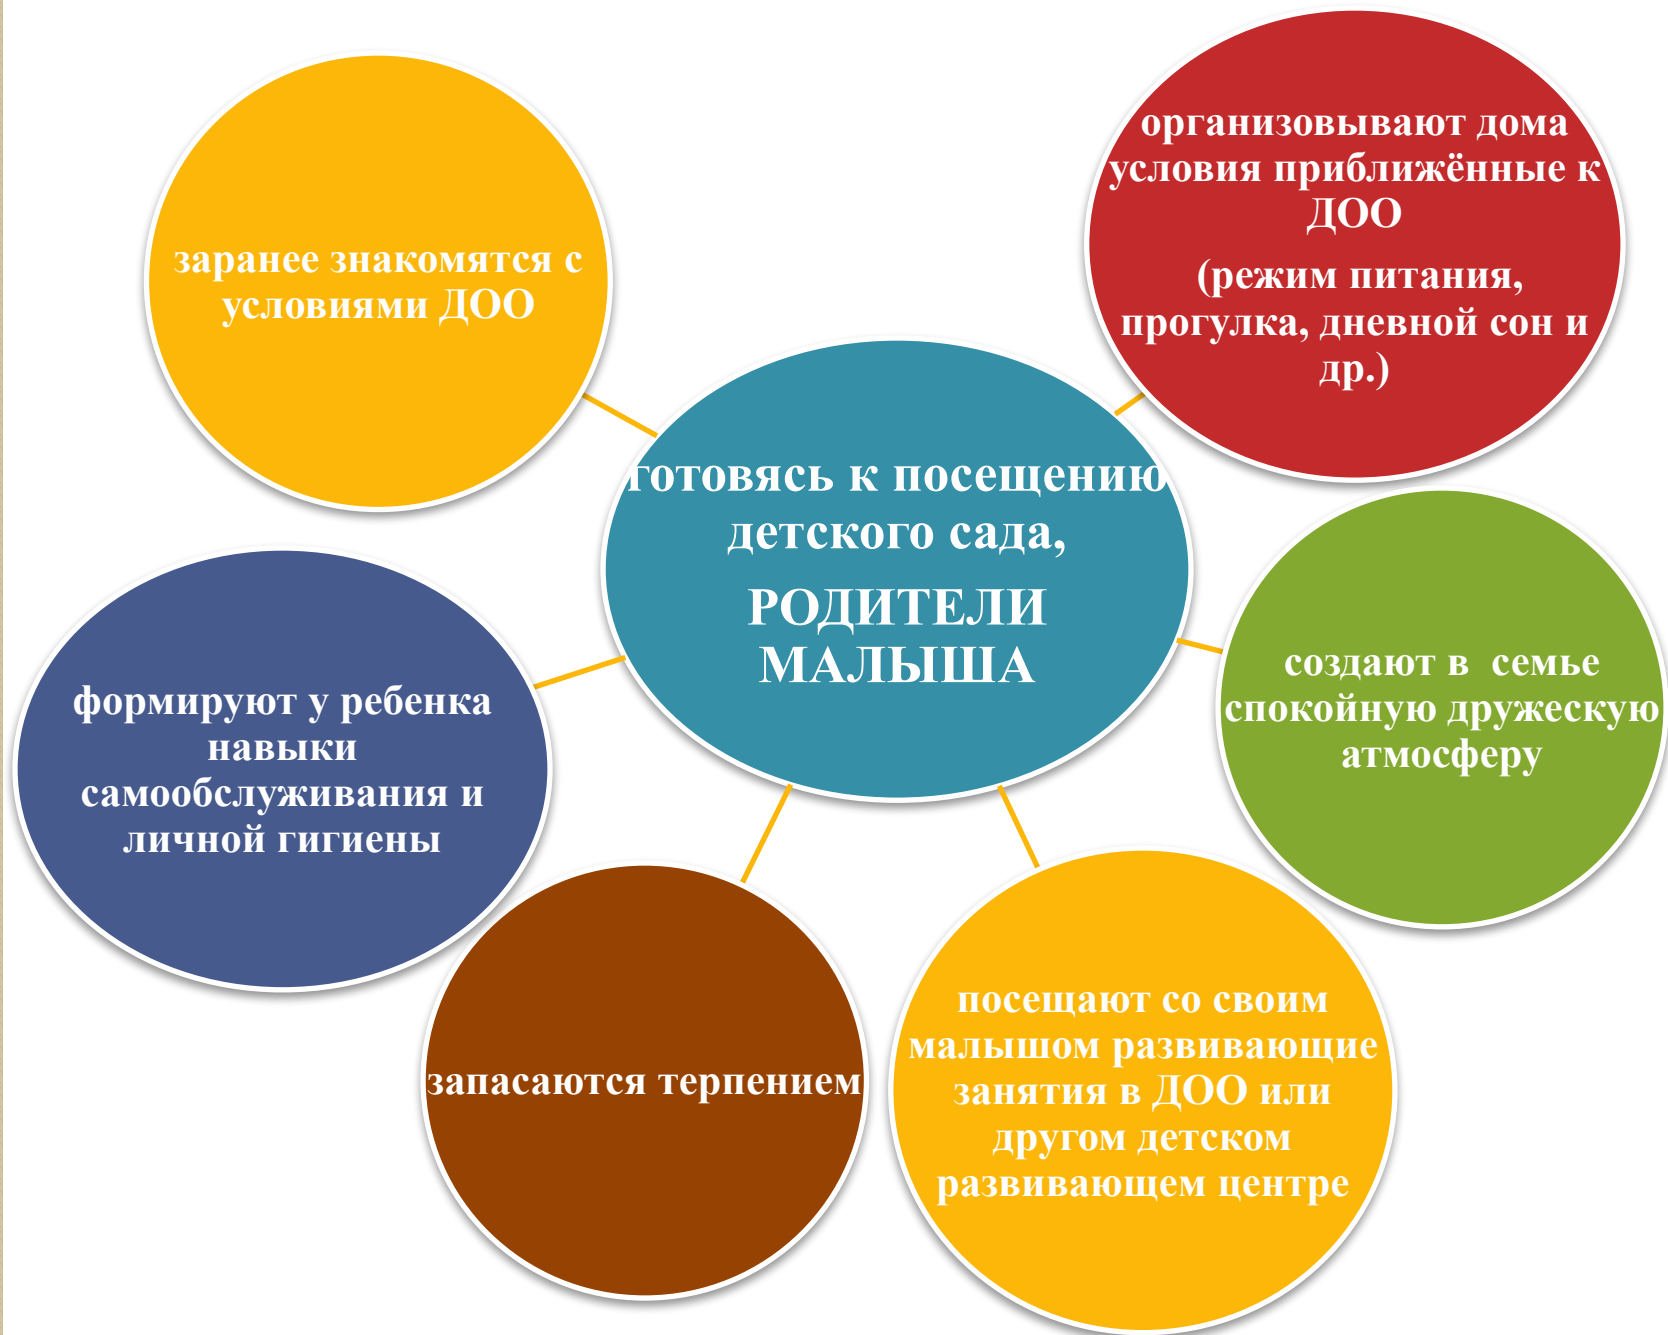 организовывают дома
условия приближённые к
ДОО
(режим питания,
прогулка, дневной сон и
др.)
заранее знакомятся с
условиями ДОО
готовясь к посещению
детского сада,
РОДИТЕЛИ
МАЛЫША
создают в семье
спокойную дружескую
атмосферу
формируют у ребенка
навыки
самообслуживания и
личной гигиены
посещают со своим
малышом развивающие
занятия в ДОО или
другом детском
развивающем центре
запасаются терпением